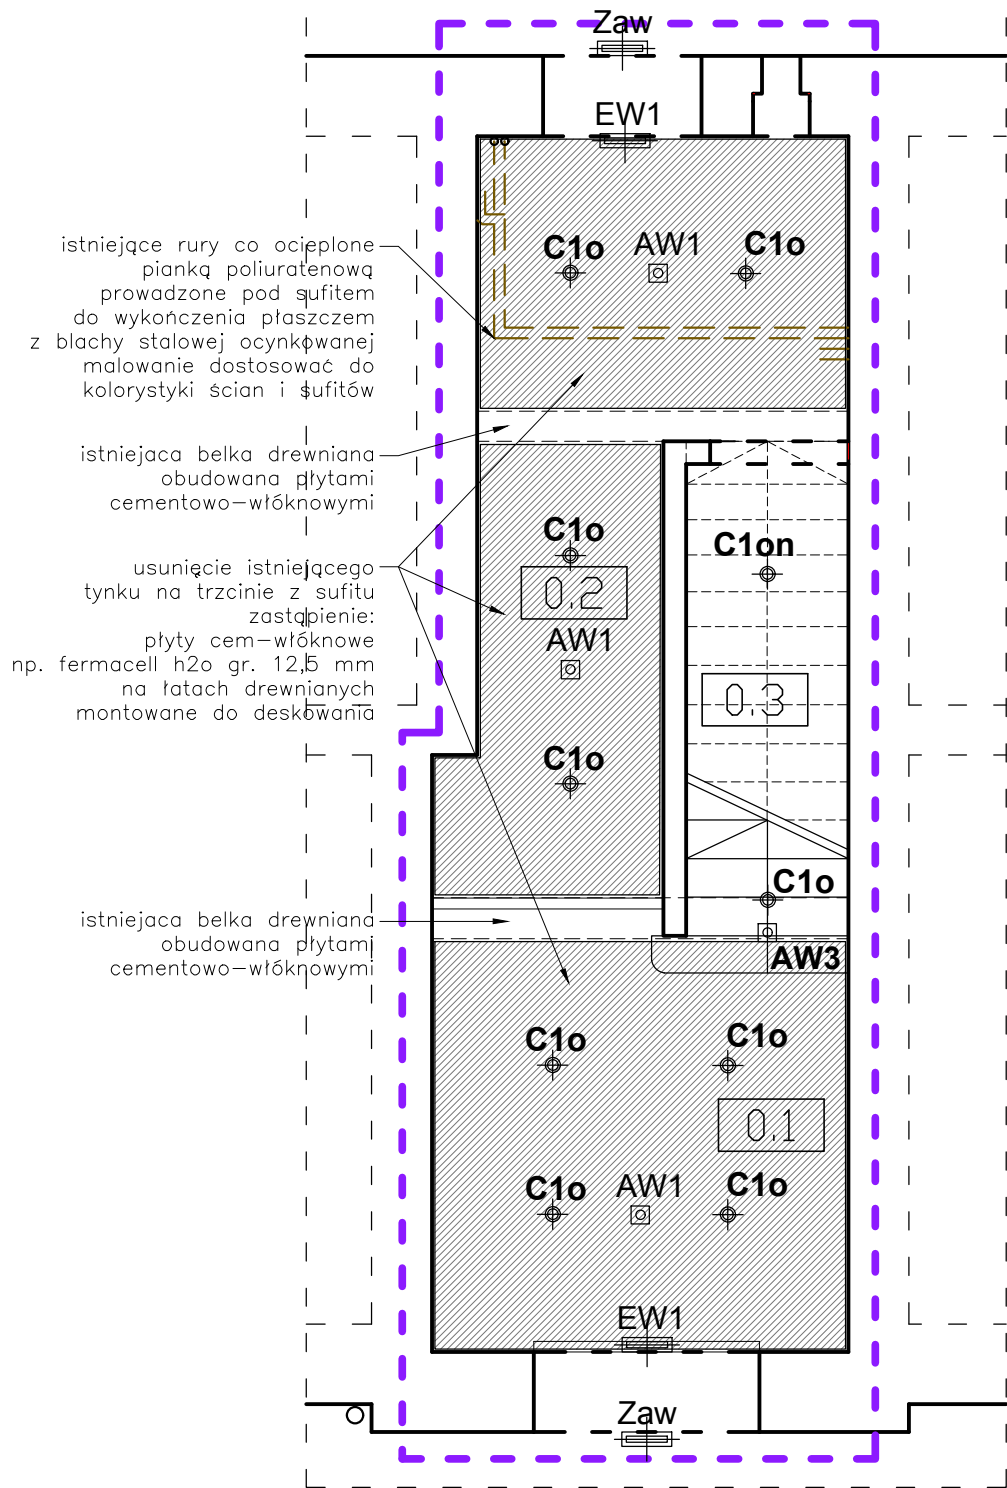 Zaw
EW1
istniejące rury co ocieplone
pianką poliuratenową
prowadzone pod sufitem
do wykończenia płaszczem
z blachy stalowej ocynkowanej
malowanie dostosować do
kolorystyki ścian i sufitów
C1o AW1 C1o
istniejaca belka drewniana
obudowana płytami
cementowo-włóknowymi
C1o
C1on
usunięcie istniejącego
tynku na trzcinie z sufitu
zastąpienie:
płyty cem-włóknowe
np. fermacell h2o gr. 12,5 mm
na łatach drewnianych
montowane do deskowania
0.2
AW1
0.3
C1o
C1o
istniejaca belka drewniana
obudowana płytami
cementowo-włóknowymi
AW3
C1o C1o
0.1
C1o AW1 C1o
EW1
Zaw